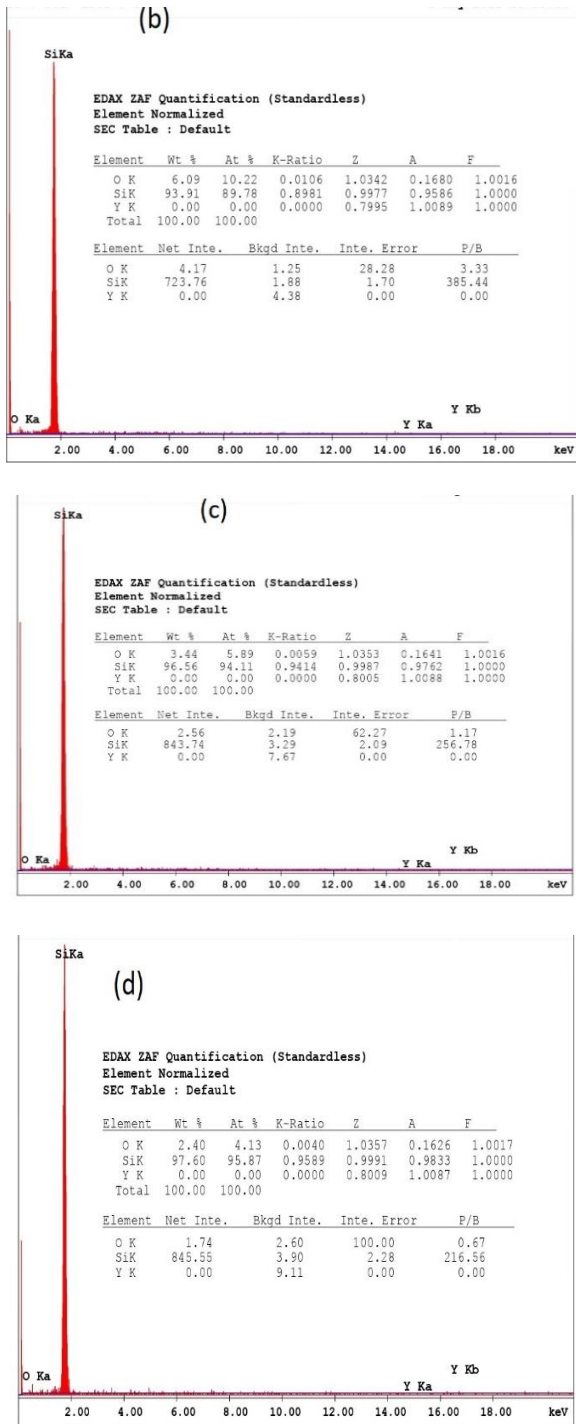 (b)
SiKa
EDAX ZAF Quantification (Standardless)
Element Normalized
SEC Table : Default
Element Wt % At % K-Ratio Z A F
O K 6.09 10.22 0.0106 1.0342 0.1680 1.0016
SiK 93.91 89.78 0.8981 0.9977 0.9586 1.0000
Y K 0.00 0.00 0.0000 0.7995 1.0089 1.0000
Total 100.00 100.00
Element Net Inte. Bkgd Inte. Inte. Error P/B
O K 4.17 1.25 28.28 3.33
SiK 723.76 1.88 1.70 385.44
Y K 0.00 4.38 0.00 0.00
Y Kb
O Ka Y Ka
2.00 4.00 6.00 8.00 10.00 12.00 14.00 16.00 18.00 keV
(c)
SiKa
EDAX ZAF Quantification (Standardless)
Element Normalized
SEC Table : Default
Element Wt % At % K-Ratio Z A F
O K 3.44 5.89 0.0059 1.0353 0.1641 1.0016
SiK 96.56 94.11 0.9414 0.9987 0.9762 1.0000
Y K 0.00 0.00 0.0000 0.8005 1.0088 1.0000
Total 100.00 100.00
Element Net Inte. Bkgd Inte. Inte. Error P/B
O K 2.56 2.19 62.27 1.17
SiK 843.74 3.29 2.09 256.78
Y K 0.00 7.67 0.00 0.00
Y Kb
O Ka Y Ka
2.00 4.00 6.00 8.00 10.00 12.00 14.00 16.00 18.00 keV
SiKa
(d)
EDAX ZAF Quantification (Standardless)
Element Normalized
SEC Table : Default
Element Wt % At % K-Ratio Z A F
O K 2.40 4.13 0.0040 1.0357 0.1626 1.0017
SiK 97.60 95.87 0.9589 0.9991 0.9833 1.0000
Y K 0.00 0.00 0.0000 0.8009 1.0087 1.0000
Total 100.00 100.00
Element Net Inte. Bkgd Inte. Inte. Error P/B
O K 1.74 2.60 100.00 0.67
SiK 845.55 3.90 2.28 216.56
Y K 0.00 9.11 0.00 0.00
Y Kb
O Ka Y Ka
2.00 4.00 6.00 8.00 10.00 12.00 14.00 16.00 18.00 keV